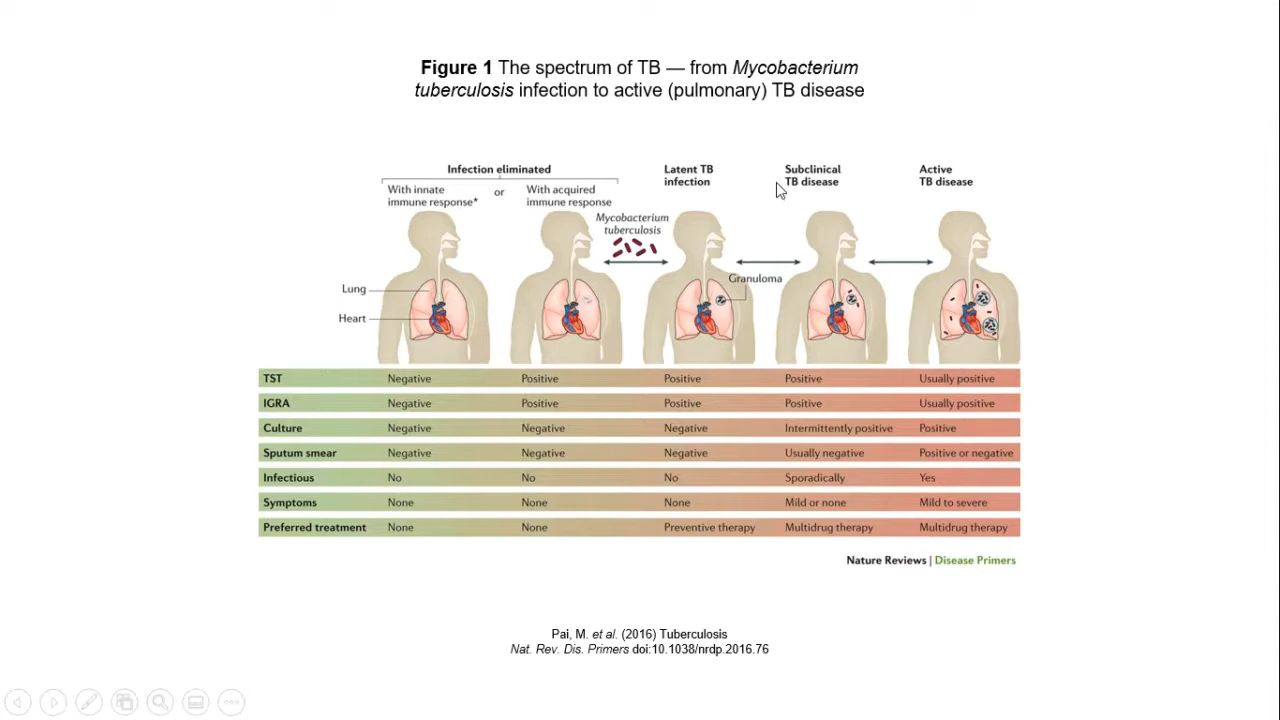 Figure 1 The spectrum of TB — from Mycobacterium
tuberculosis infection to active (pulmonary) TB disease
Infection eliminated
With innate
immune response*
or
With acquired
immune response
Latent TB
infection
Subclinical
TB disease
Active
TB disease
Mycobacterium
tuberculosis
Granuloma
Lung
Heart
TST Negative Positive Positive Positive Usually positive
IGRA Negative Positive Positive Positive Usually positive
Culture Negative Negative Negative Intermittently positive Positive
Sputum smear Negative Negative Negative Usually negative Positive or negative
Infectious No No No Sporadically Yes
Symptoms None None None Mild or none Mild to severe
Preferred treatment None None Preventive therapy Multidrug therapy Multidrug therapy
Nature Reviews | Disease Primers
Pai, M. et al. (2016) Tuberculosis
Nat. Rev. Dis. Primers doi:10.1038/nrdp.2016.76